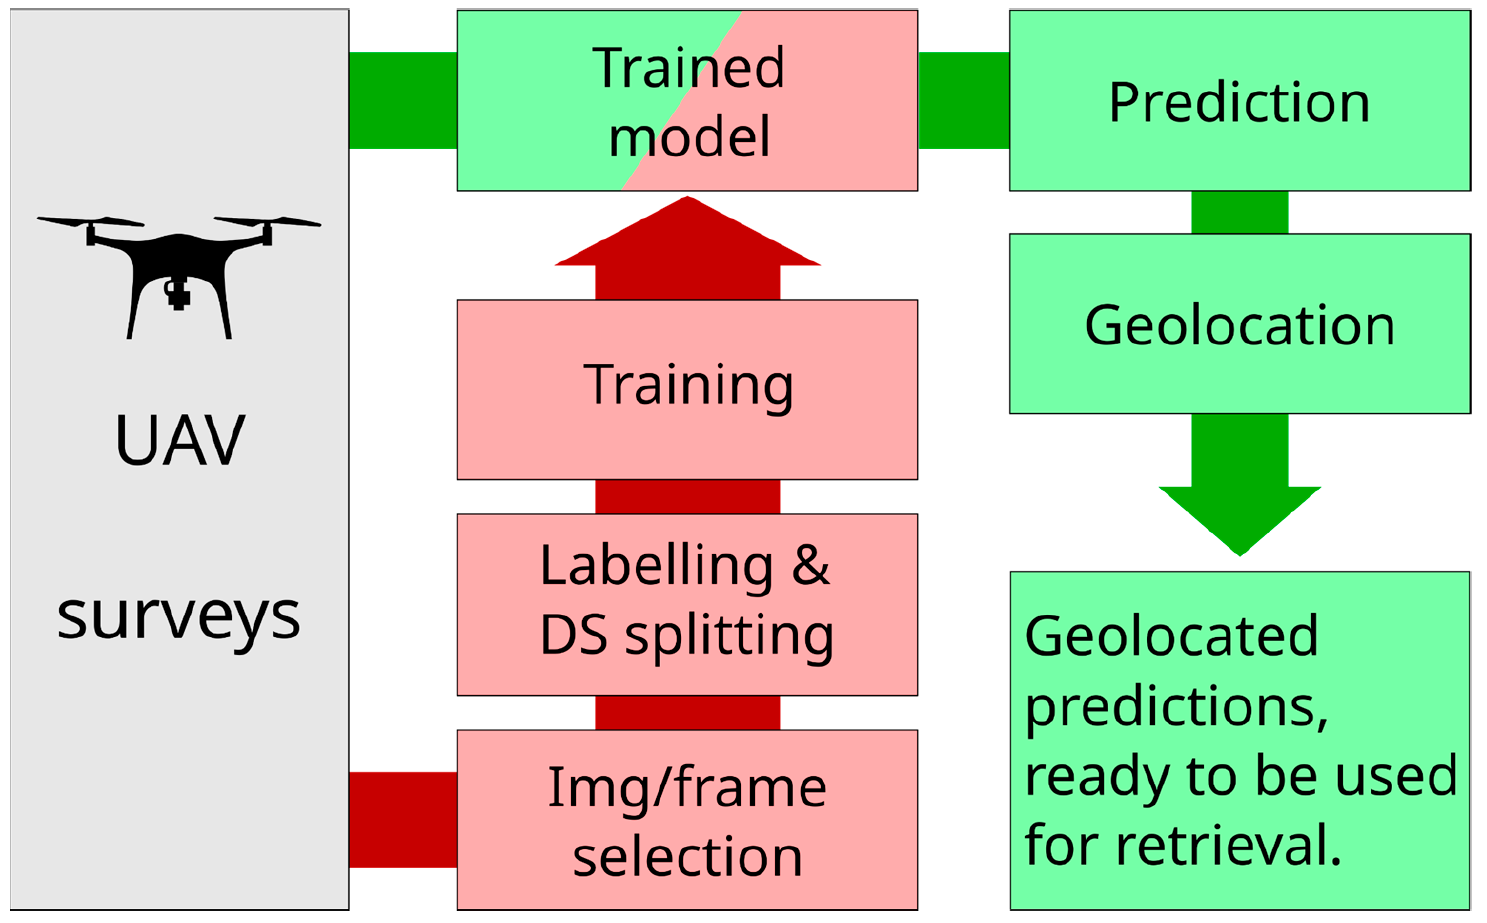 UAV
surveys
Trained
model
Training
Labelling &
DS splitting
Img/frame
selection
Prediction
Geolocation
Geolocated
predictions,
ready to be used
for retrieval.